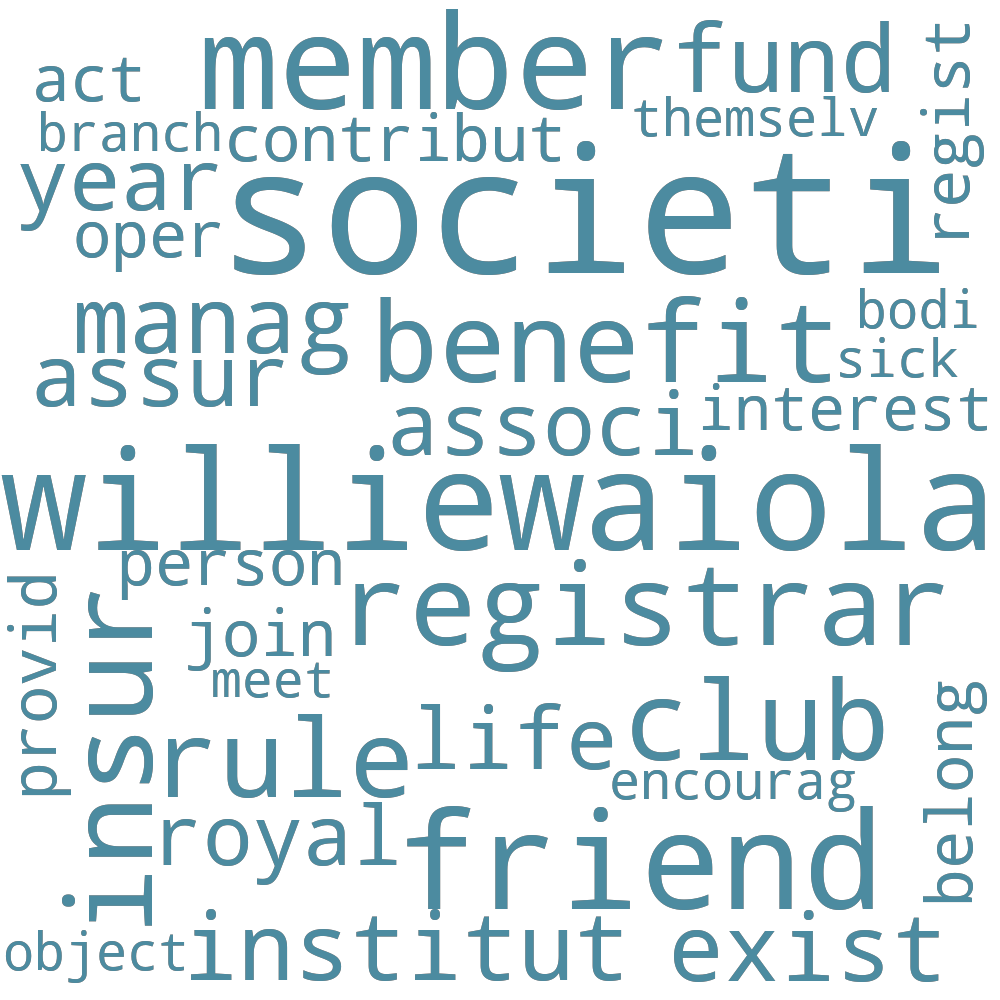 member
fund
regist
act
themselv
branch
contribut
year
societi
oper
manag
benefit
bodi
assur
sick
associ
interest
williewaiola
person
registrar
provid
insur
join
meet
club
life
rule
belong
encourag
royal
friend
object
institut
exist